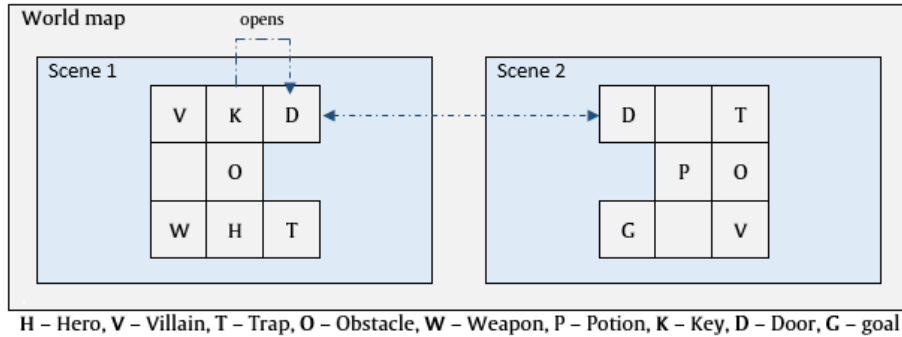 World map
opens
Scene 1
Scene 2
V K D
O
W H T
D T
P O
G V
H – Hero, V – Villain, T – Trap, O – Obstacle, W – Weapon, P – Potion, K – Key, D – Door, G – goal